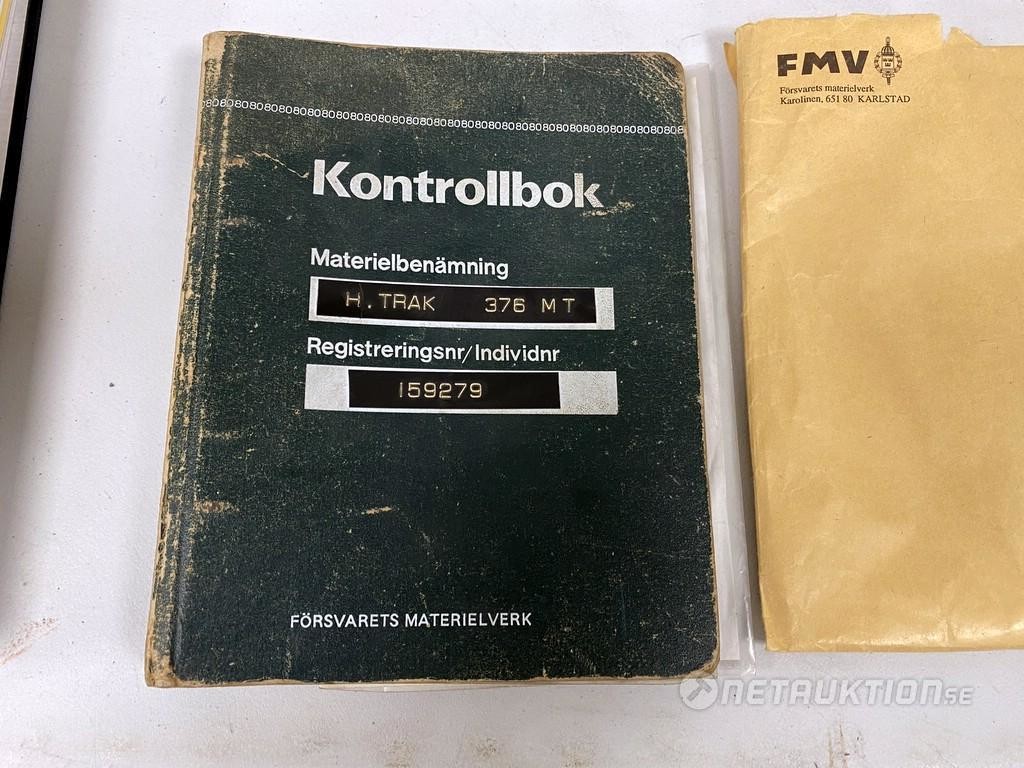 Kontrollbok
Materielbenämning
H.TRAK 376 MT
Registreringsnr/Individnr
159279
FÖRSVARETS MATERIELVERK
FMV
Försvarets materielverk
Karolinen, 651 80 KARLSTAD
NETAUKTION.SE